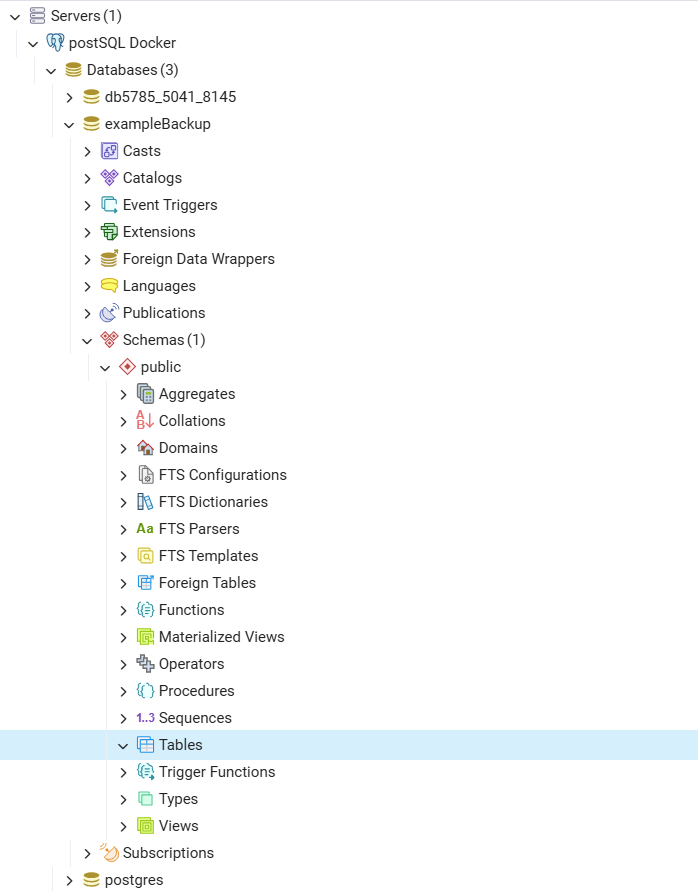 Servers (1)
postSQL Docker
Databases (3)
db5785_5041_8145
exampleBackup
Casts
Catalogs
Event Triggers
Extensions
Foreign Data Wrappers
Languages
Publications
Schemas (1)
public
Aggregates
Collations
Domains
FTS Configurations
FTS Dictionaries
Aa FTS Parsers
FTS Templates
Foreign Tables
Functions
Materialized Views
Operators
Procedures
1..3 Sequences
Tables
Trigger Functions
Types
Views
Subscriptions
postgres